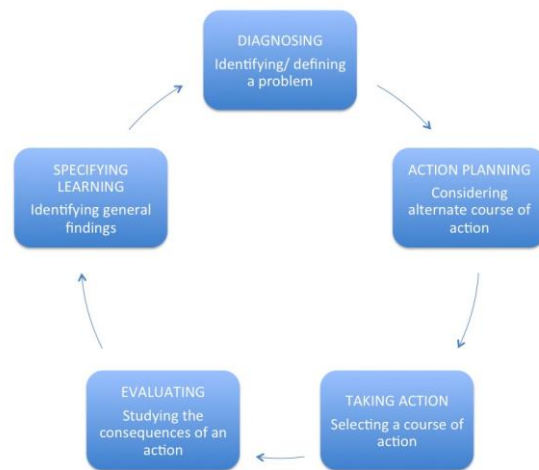 DIAGNOSING
Identifying/ defining
a problem
ACTION PLANNING
Considering
alternate course of
action
TAKING ACTION
Selecting a course of
action
EVALUATING
Studying the
consequences of an
action
SPECIFYING
LEARNING
Identifying general
findings